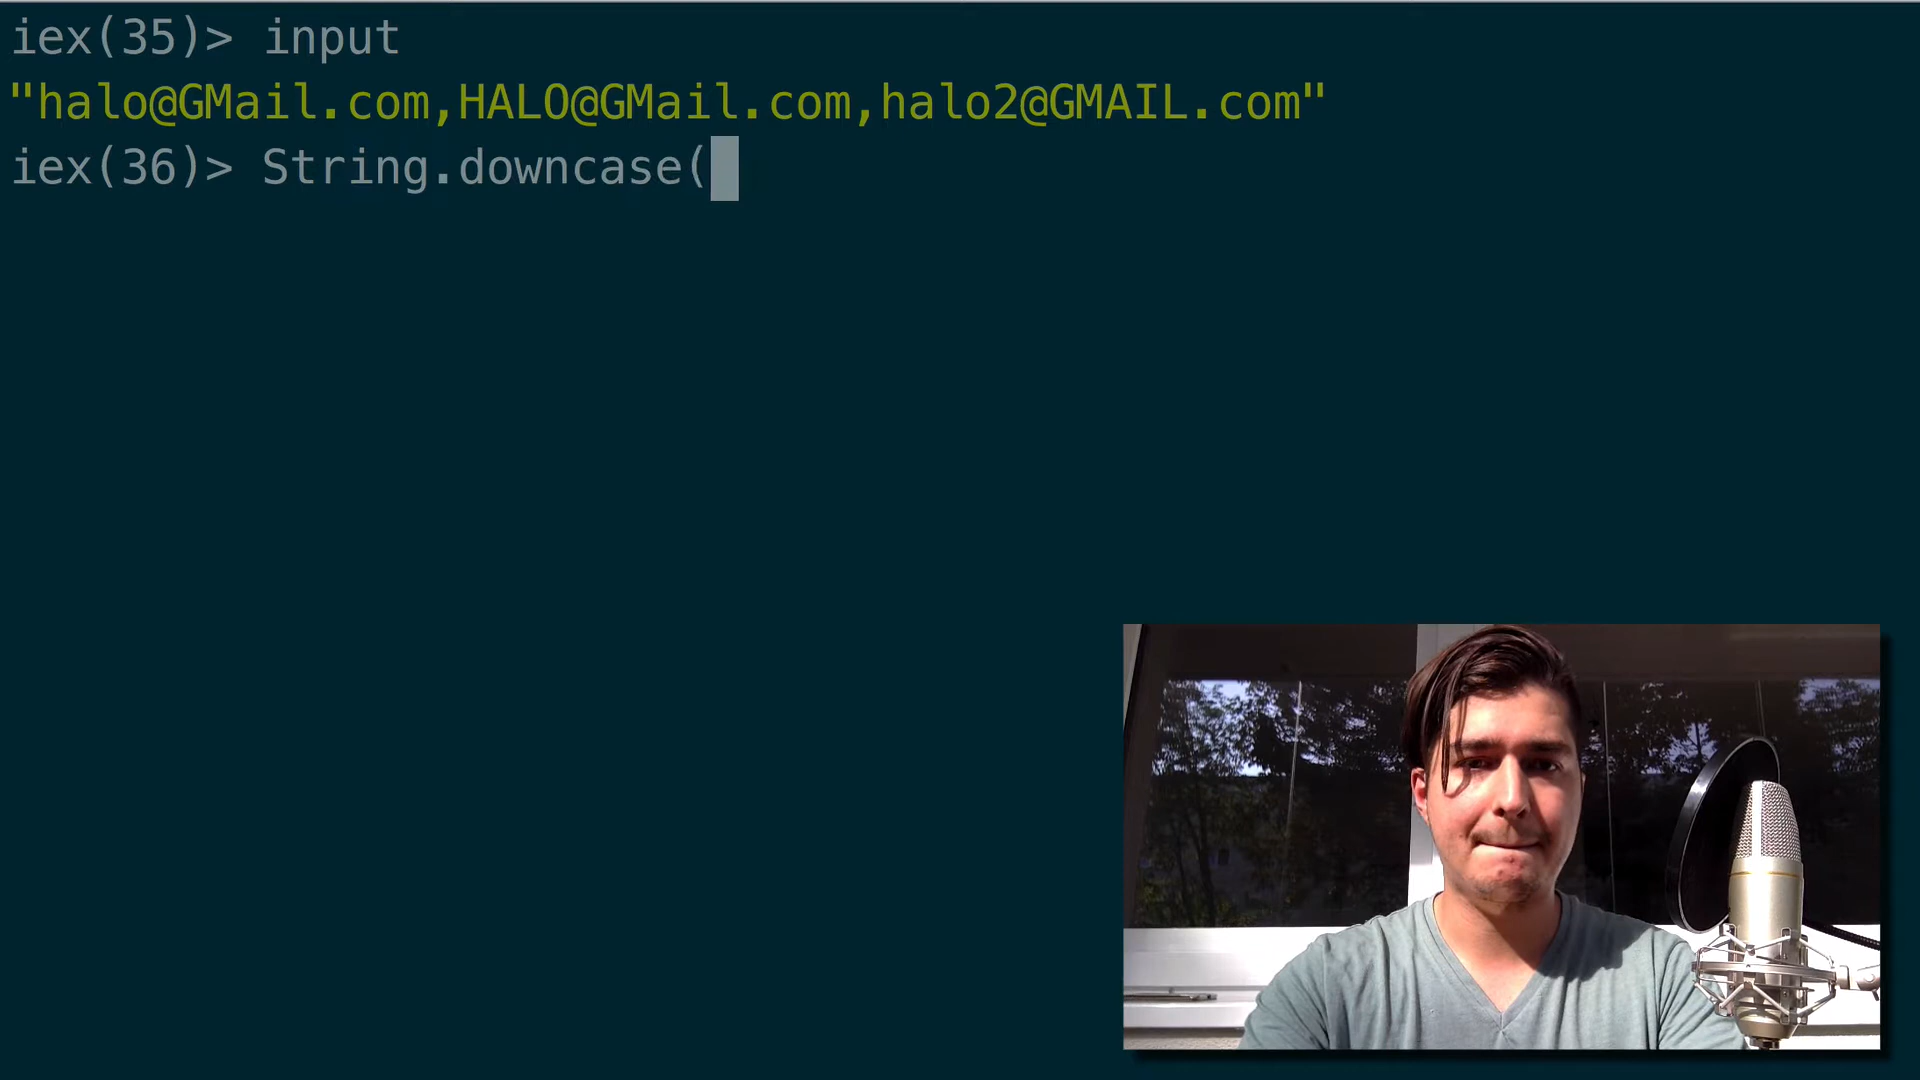 iex(35)> input
"halo@GMail.com,HALO@GMail.com,halo2@GMAIL.com"
iex(36)> String.downcase(